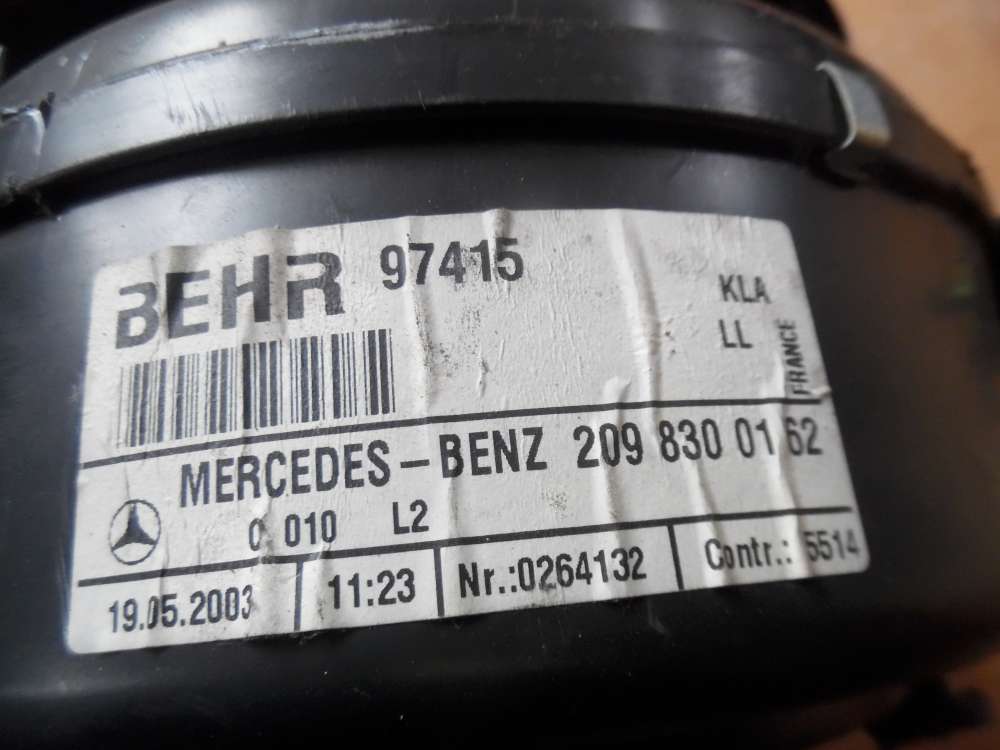 BEHR 97415
KLA
LL
FRANCE
MERCEDES-BENZ 209 830 01 62
0 010 L2
19.05.2003 11:23 Nr.:0264132 Contr.: 5514